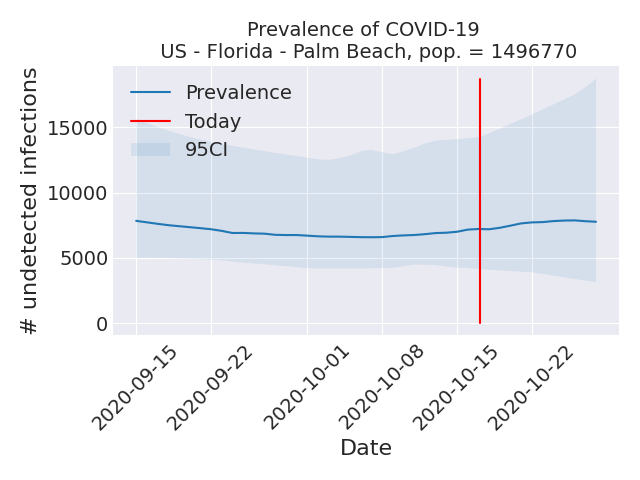 Prevalence of COVID-19
US - Florida - Palm Beach, pop. = 1496770
# undetected infections
15000
10000
5000
0
Prevalence
Today
95CI
2020-09-15
2020-09-22
2020-10-01
2020-10-08
2020-10-15
2020-10-22
Date